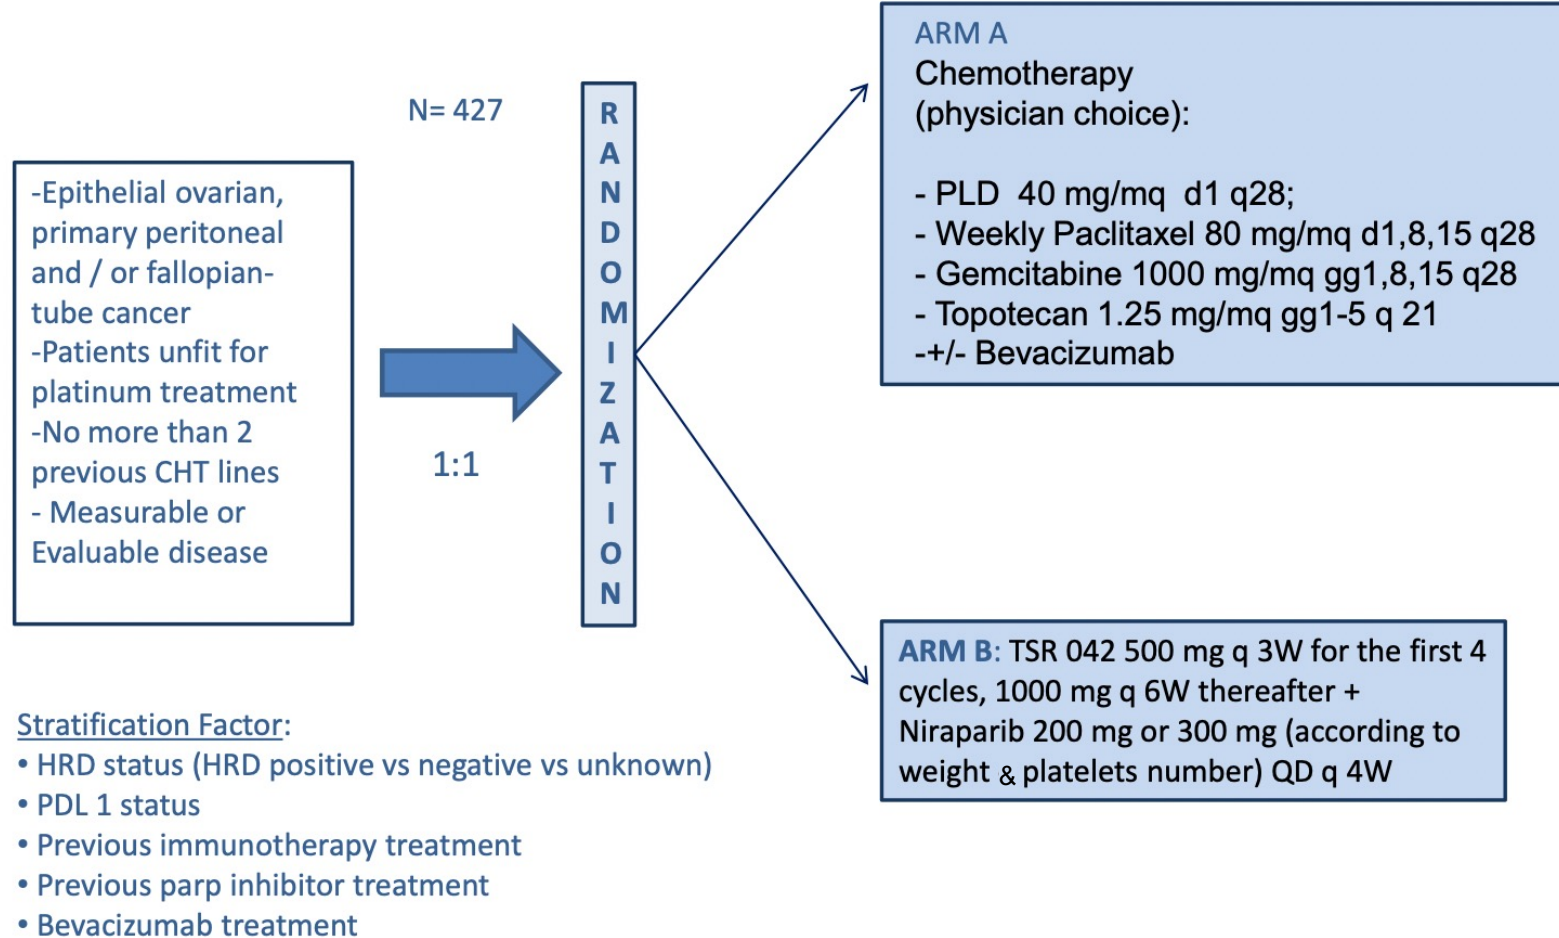 -Epithelial ovarian,
primary peritoneal
and / or fallopian-
tube cancer
-Patients unfit for
platinum treatment
-No more than 2
previous CHT lines
- Measurable or
Evaluable disease
N= 427
1:1
RANDOMIZATION
ARM A
Chemotherapy
(physician choice):
- PLD  40 mg/mq  d1 q28;
- Weekly Paclitaxel 80 mg/mq d1,8,15 q28
- Gemcitabine 1000 mg/mq gg1,8,15 q28
- Topotecan 1.25 mg/mq gg1-5 q 21
-+/- Bevacizumab
ARM B: TSR 042 500 mg q 3W for the first 4
cycles, 1000 mg q 6W thereafter +
Niraparib 200 mg or 300 mg (according to
weight & platelets number) QD q 4W
Stratification Factor:
• HRD status (HRD positive vs negative vs unknown)
• PDL 1 status
• Previous immunotherapy treatment
• Previous parp inhibitor treatment
• Bevacizumab treatment